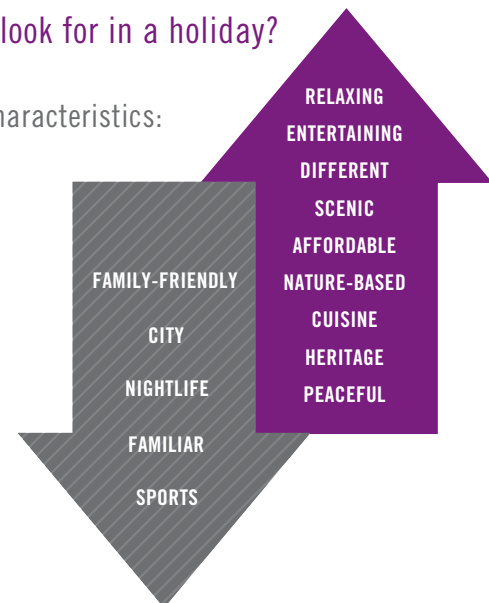 look for in a holiday?
haracteristics:
RELAXING
ENTERTAINING
DIFFERENT
SCENIC
AFFORDABLE
NATURE-BASED
CUISINE
HERITAGE
PEACEFUL
FAMILY-FRIENDLY
CITY
NIGHTLIFE
FAMILIAR
SPORTS